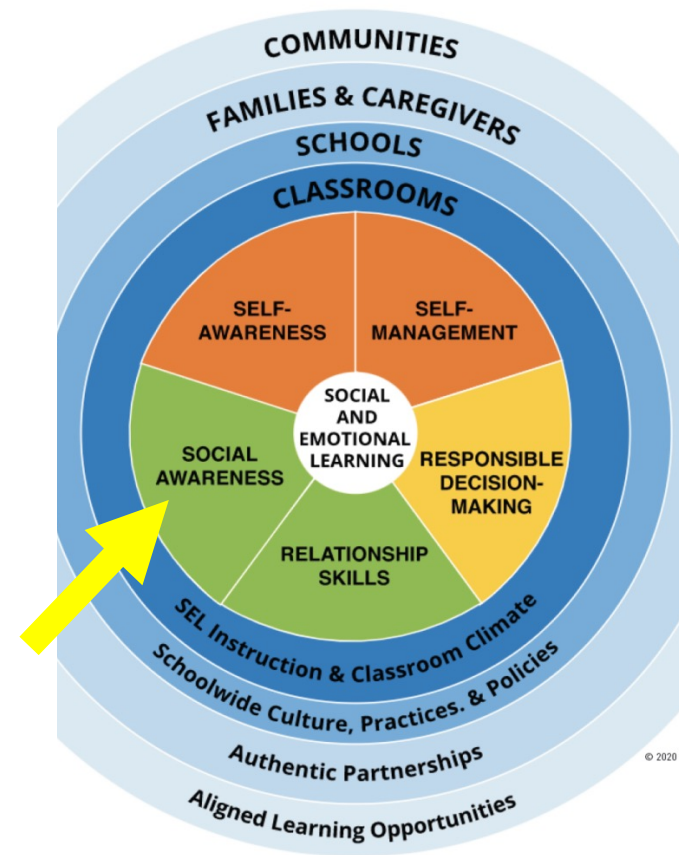 COMMUNITIES
FAMILIES & CAREGIVERS
SCHOOLS
CLASSROOMS
SELF-
AWARENESS
SELF-
MANAGEMENT
SOCIAL
AND
EMOTIONAL
LEARNING
SOCIAL
AWARENESS
RESPONSIBLE
DECISION-
MAKING
RELATIONSHIP
SKILLS
SEL Instruction & Classroom Climate
Schoolwide Culture, Practices. & Policies
Authentic Partnerships
Aligned Learning Opportunities
© 2020